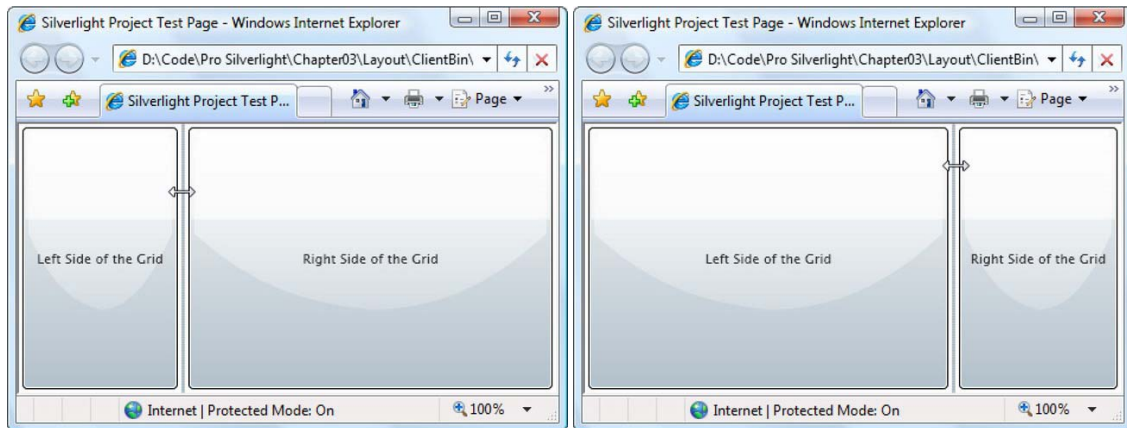 Silverlight Project Test Page - Windows Internet Explorer
D:\Code\Pro Silverlight\Chapter03\Layout\ClientBin\
Silverlight Project Test P...
Page
Left Side of the Grid
Right Side of the Grid
Internet | Protected Mode: On
100%
Silverlight Project Test Page - Windows Internet Explorer
D:\Code\Pro Silverlight\Chapter03\Layout\ClientBin\
Silverlight Project Test P...
Page
Left Side of the Grid
Right Side of the Grid
Internet | Protected Mode: On
100%